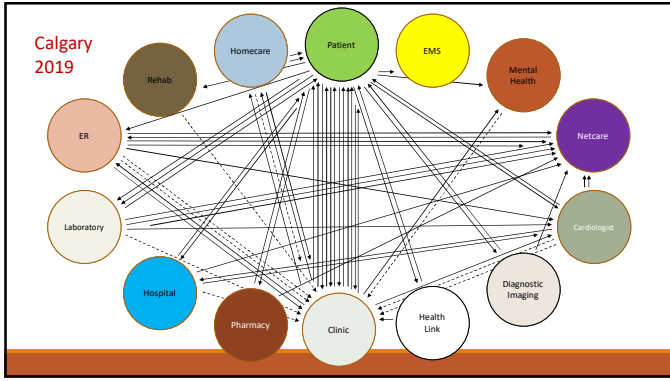 Calgary
2019
Patient
Homecare
EMS
Rehab
Mental
Health
ER
Netcare
Laboratory
Cardiologist
Hospital
Diagnostic
Imaging
Pharmacy
Clinic
Health
Link